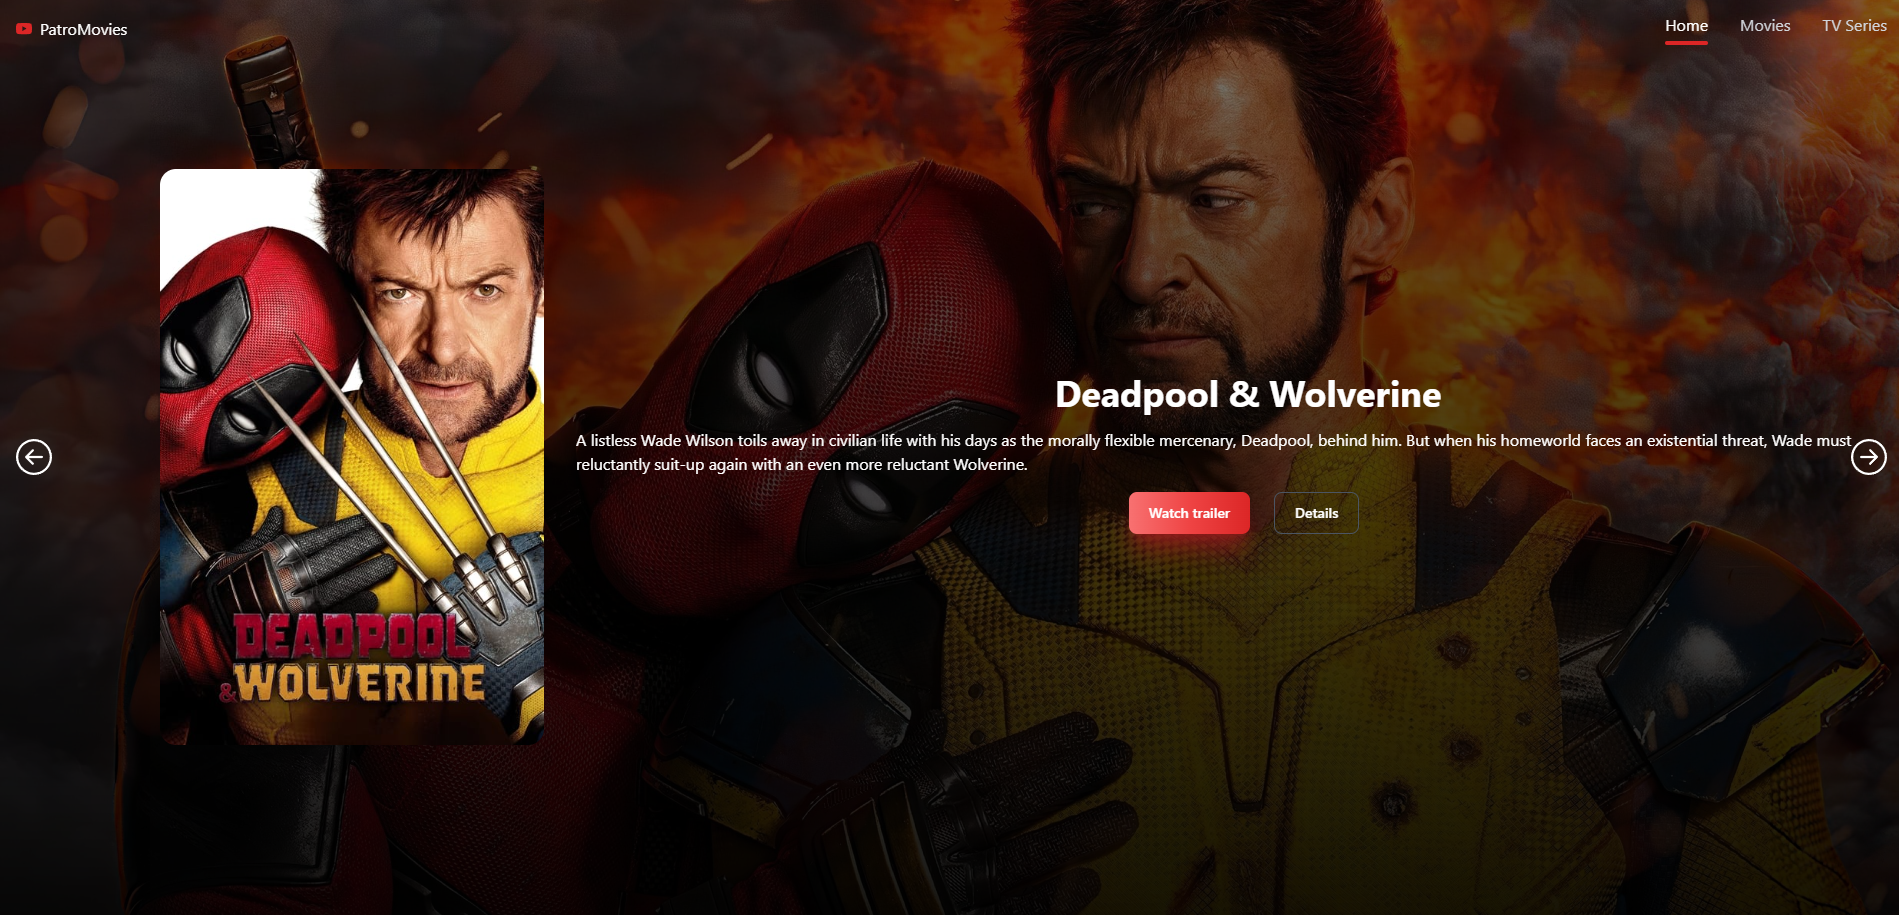 PatroMovies
Home
Movies
TV Series
Deadpool & Wolverine
A listless Wade Wilson toils away in civilian life with his days as the morally flexible mercenary, Deadpool, behind him. But when his homeworld faces an existential threat, Wade must
reluctantly suit-up again with an even more reluctant Wolverine.
Watch trailer
Details
DEADPOOL
&WOLVERINE